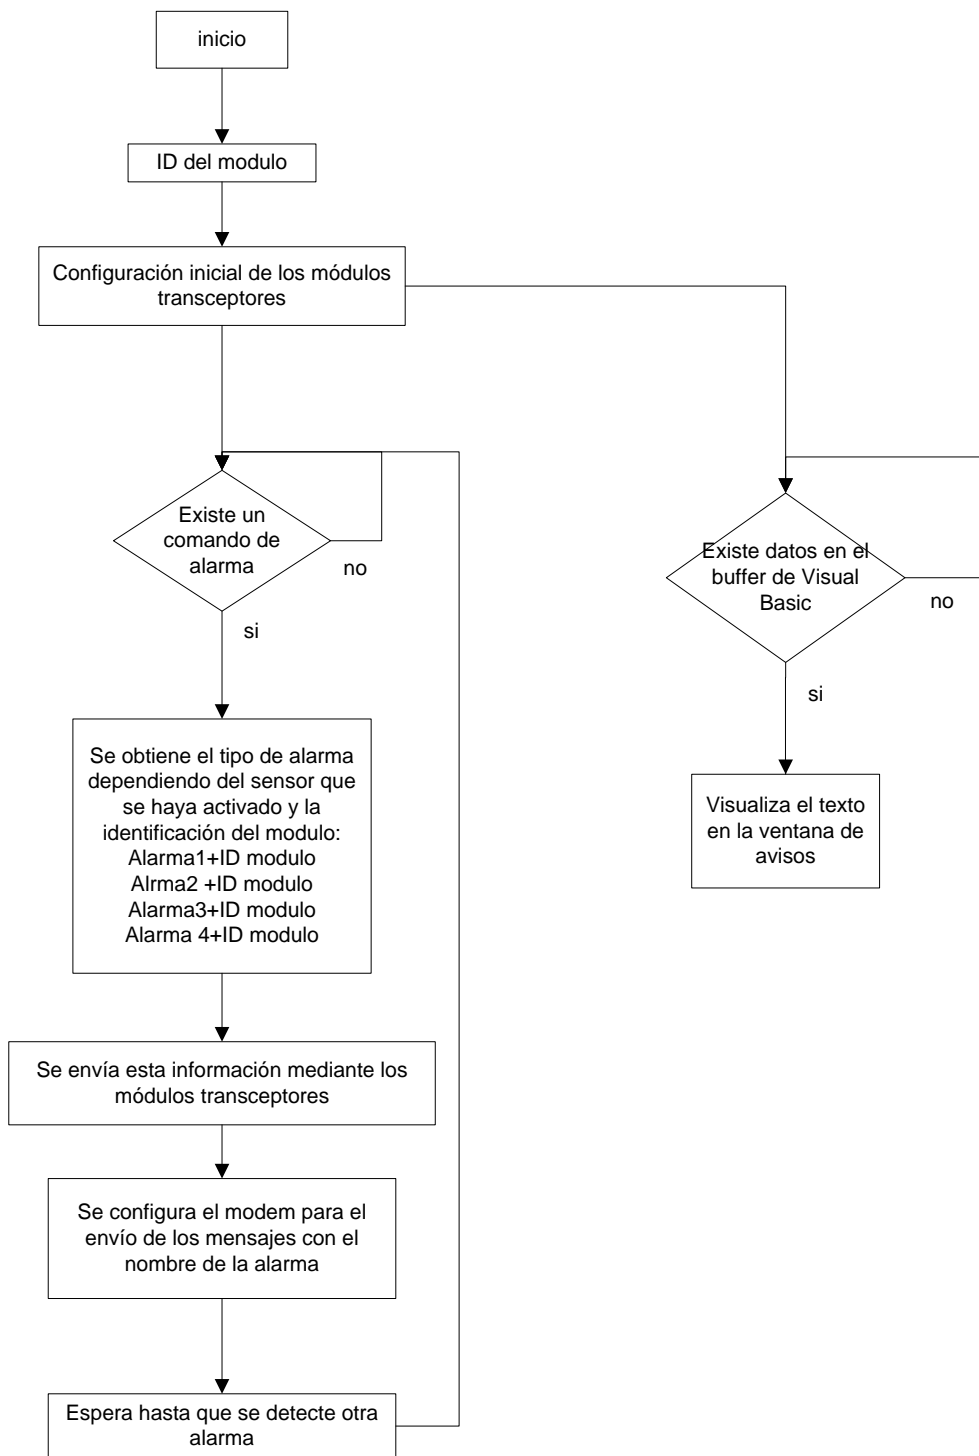 inicio
ID del modulo
Configuración inicial de los módulos
transceptores
Existe un
comando de
alarma
no
si
Se obtiene el tipo de alarma
dependiendo del sensor que
se haya activado y la
identificación del modulo:
Alarma1+ID modulo
Alrma2 +ID modulo
Alarma3+ID modulo
Alarma 4+ID modulo
Se envía esta información mediante los
módulos transceptores
Se configura el modem para el
envío de los mensajes con el
nombre de la alarma
Espera hasta que se detecte otra
alarma
Existe datos en el
buffer de Visual
Basic
no
si
Visualiza el texto
en la ventana de
avisos